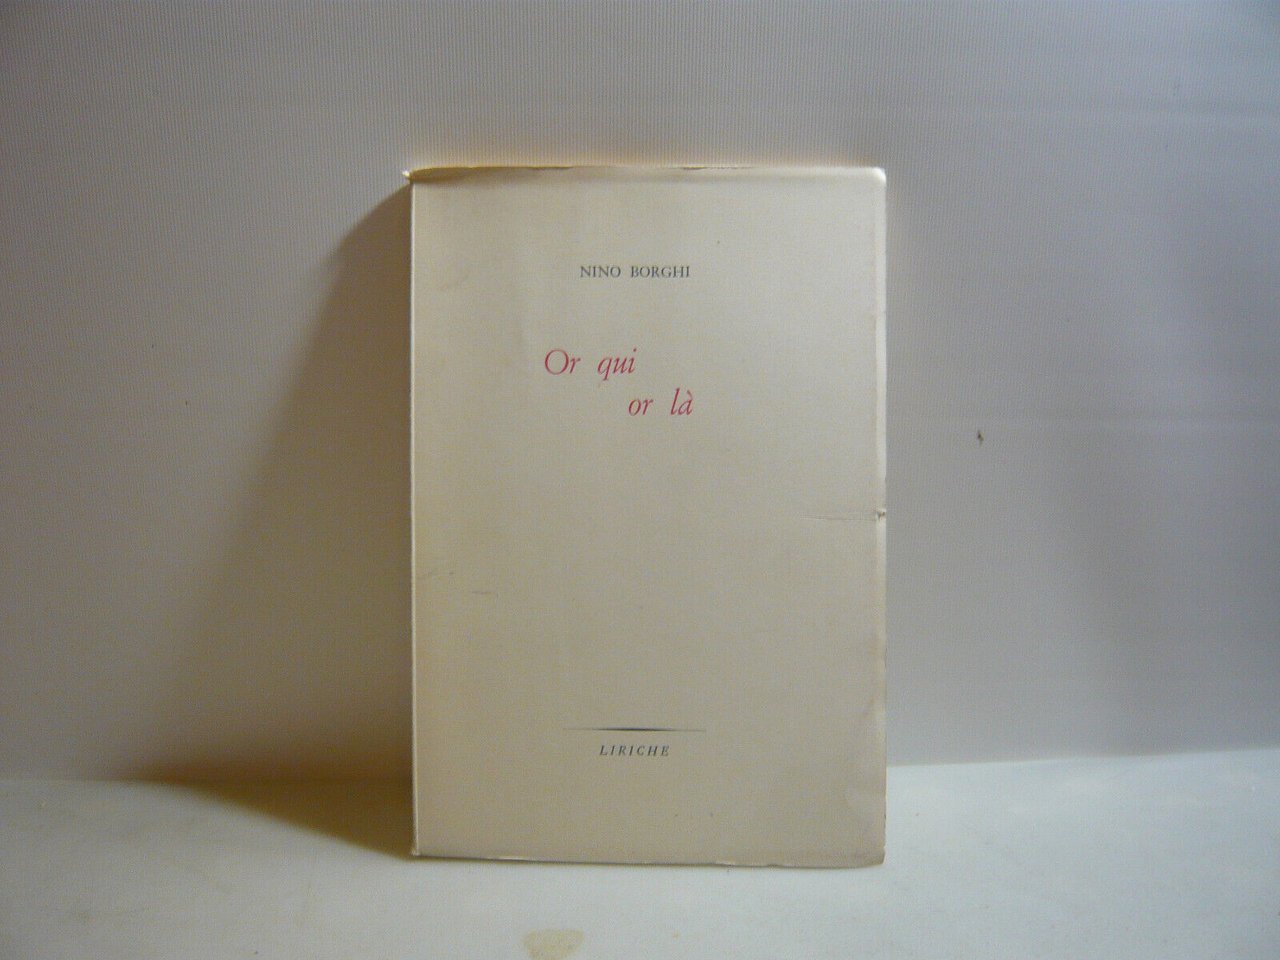 NINO BORGHI
Or qui
or là
LIRICHE